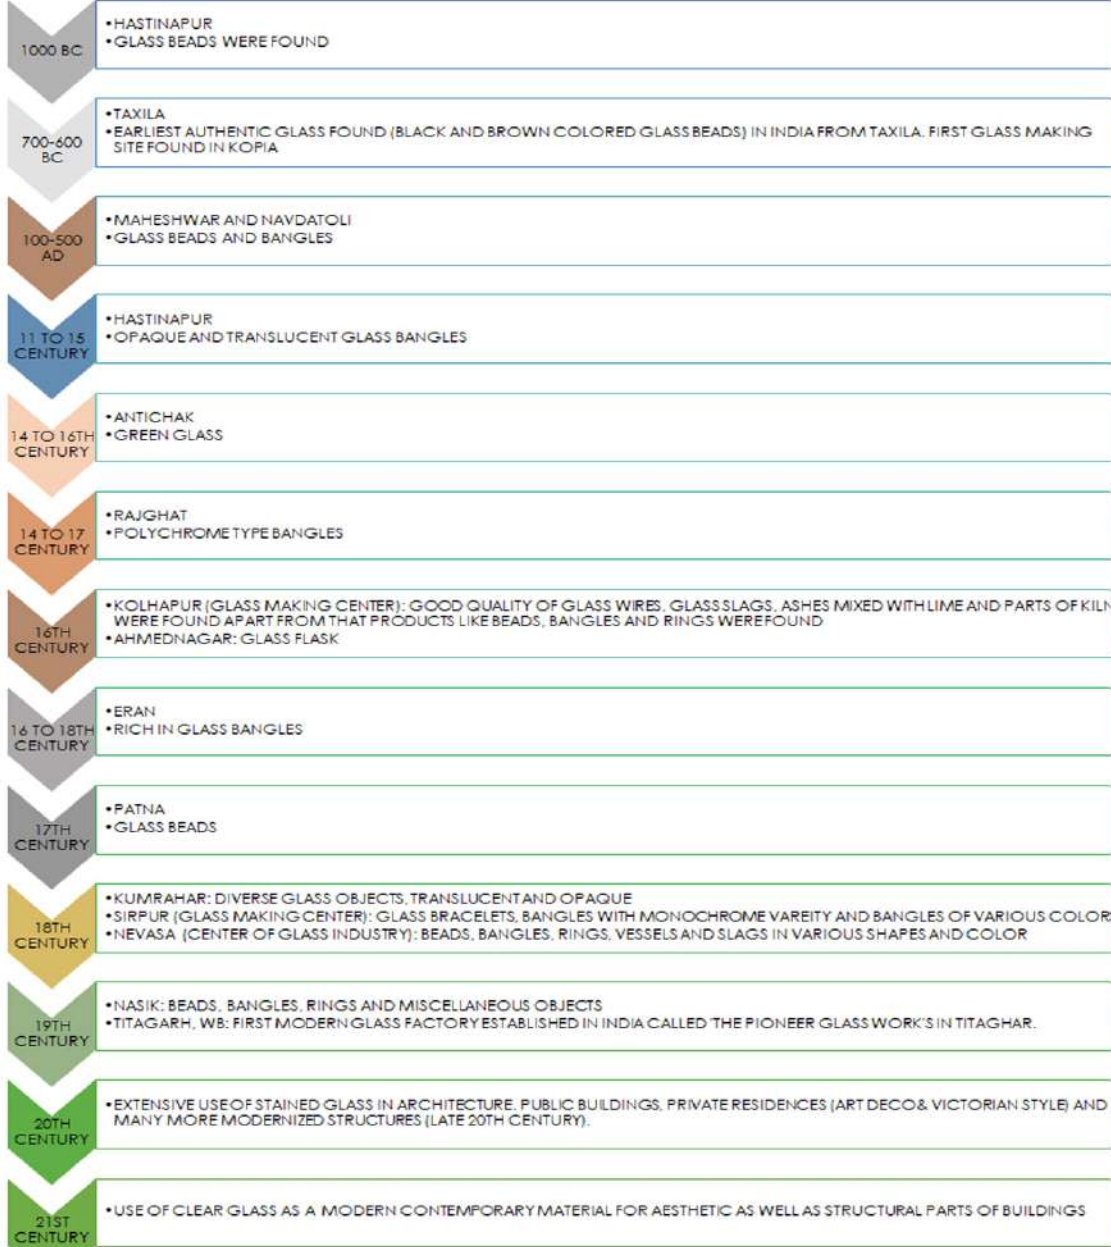 1000 BC
•HASTINAPUR
•GLASS BEADS WERE FOUND
700-600
BC
•TAXILA
•EARLIEST AUTHENTIC GLASS FOUND (BLACK AND BROWN COLORED GLASS BEADS) IN INDIA FROM TAXILA. FIRST GLASS MAKING
SITE FOUND IN KOPIA
100-500
AD
•MAHESHWAR AND NAVDATOLI
•GLASS BEADS AND BANGLES
11 TO 15
CENTURY
•HASTINAPUR
•OPAQUE AND TRANSLUCENT GLASS BANGLES
14 TO 16TH
CENTURY
•ANTICHAK
•GREEN GLASS
14 TO 17
CENTURY
•RAJGHAT
•POLYCHROME TYPE BANGLES
16TH
CENTURY
•KOLHAPUR (GLASS MAKING CENTER): GOOD QUALITY OF GLASS WIRES, GLASS SLAGS, ASHES MIXED WITH LIME AND PARTS OF KILN
WERE FOUND APART FROM THAT PRODUCTS LIKE BEADS, BANGLES AND RINGS WERE FOUND
•AHMEDNAGAR: GLASS FLASK
16 TO 18TH
CENTURY
•ERAN
•RICH IN GLASS BANGLES
17TH
CENTURY
•PATNA
•GLASS BEADS
18TH
CENTURY
•KUMRAHAR: DIVERSE GLASS OBJECTS, TRANSLUCENT AND OPAQUE
•SIRPUR (GLASS MAKING CENTER): GLASS BRACELETS, BANGLES WITH MONOCHROME VAREITY AND BANGLES OF VARIOUS COLOR
•NEVASA (CENTER OF GLASS INDUSTRY): BEADS, BANGLES, RINGS, VESSELS AND SLAGS IN VARIOUS SHAPES AND COLOR
19TH
CENTURY
•NASIK: BEADS, BANGLES, RINGS AND MISCELLANEOUS OBJECTS
•TITAGARH, WB: FIRST MODERN GLASS FACTORY ESTABLISHED IN INDIA CALLED 'THE PIONEER GLASS WORK'S IN TITAGHAR.
20TH
CENTURY
•EXTENSIVE USE OF STAINED GLASS IN ARCHITECTURE, PUBLIC BUILDINGS, PRIVATE RESIDENCES (ART DECO & VICTORIAN STYLE) AND
MANY MORE MODERNIZED STRUCTURES (LATE 20TH CENTURY).
21ST
CENTURY
•USE OF CLEAR GLASS AS A MODERN CONTEMPORARY MATERIAL FOR AESTHETIC AS WELL AS STRUCTURAL PARTS OF BUILDINGS